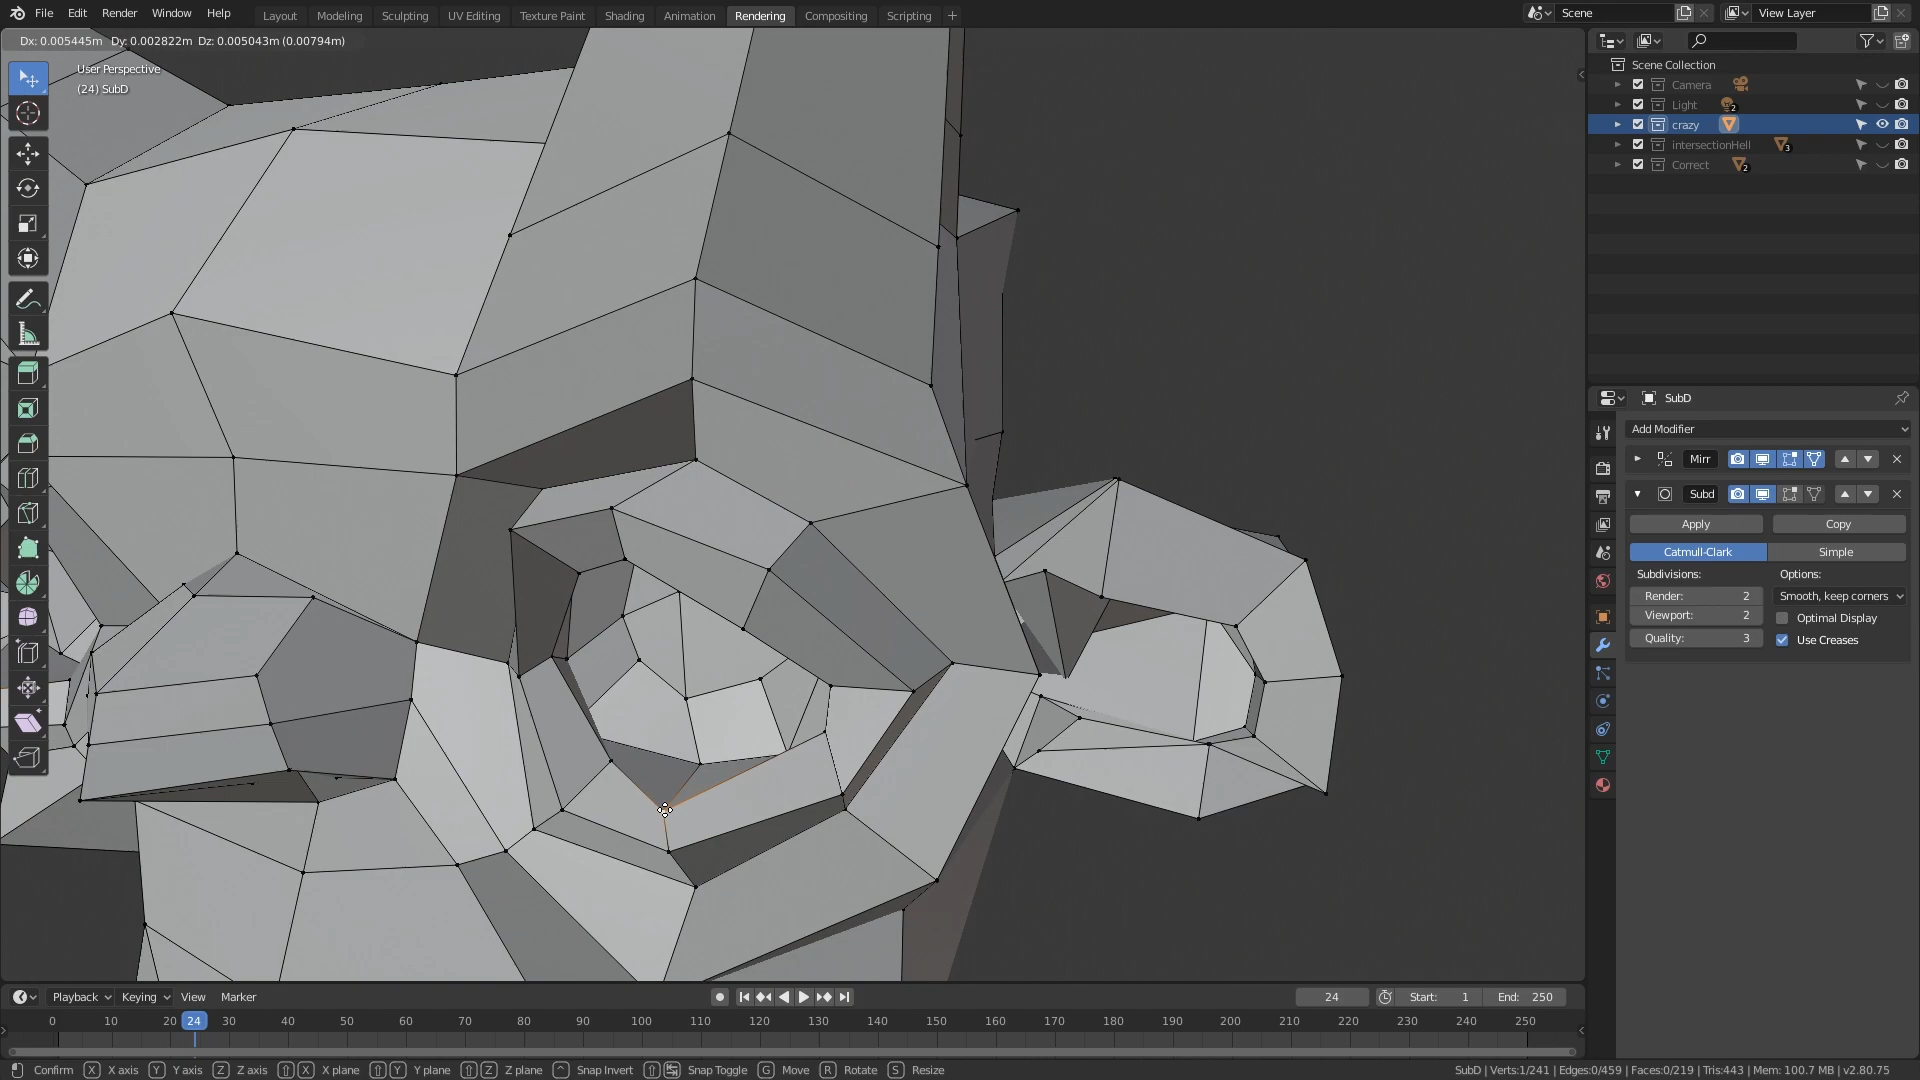 File Edit Render Window Help
Layout Modeling Sculpting UV Editing Texture Paint Shading Animation Rendering Compositing Scripting +
Scene View Layer
Dx: 0.005445m Dy: 0.002822m Dz: 0.005043m (0.00794m)
User Perspective
(24) SubD
Scene Collection
Camera
Light 2
crazy
intersectionHell 3
Correct 2
SubD
Add Modifier
Mirr
Subd
Apply Copy
Catmull-Clark Simple
Subdivisions: Options:
Render: 2 Smooth, keep corners
Viewport: 2 Optimal Display
Quality: 3 Use Creases
Playback Keying View Marker
24 Start: 1 End: 250
0 10 20 24 30 40 50 60 70 80 90 100 110 120 130 140 150 160 170 180 190 200 210 220 230 240 250
Confirm X X axis Y Y axis Z Z axis X X plane Y Y plane Z Z plane ^ Snap Invert Snap Toggle G Move R Rotate S Resize
SubD | Verts:1/241 | Edges:0/459 | Faces:0/219 | Tris:443 | Mem: 100.7 MB | v2.80.75